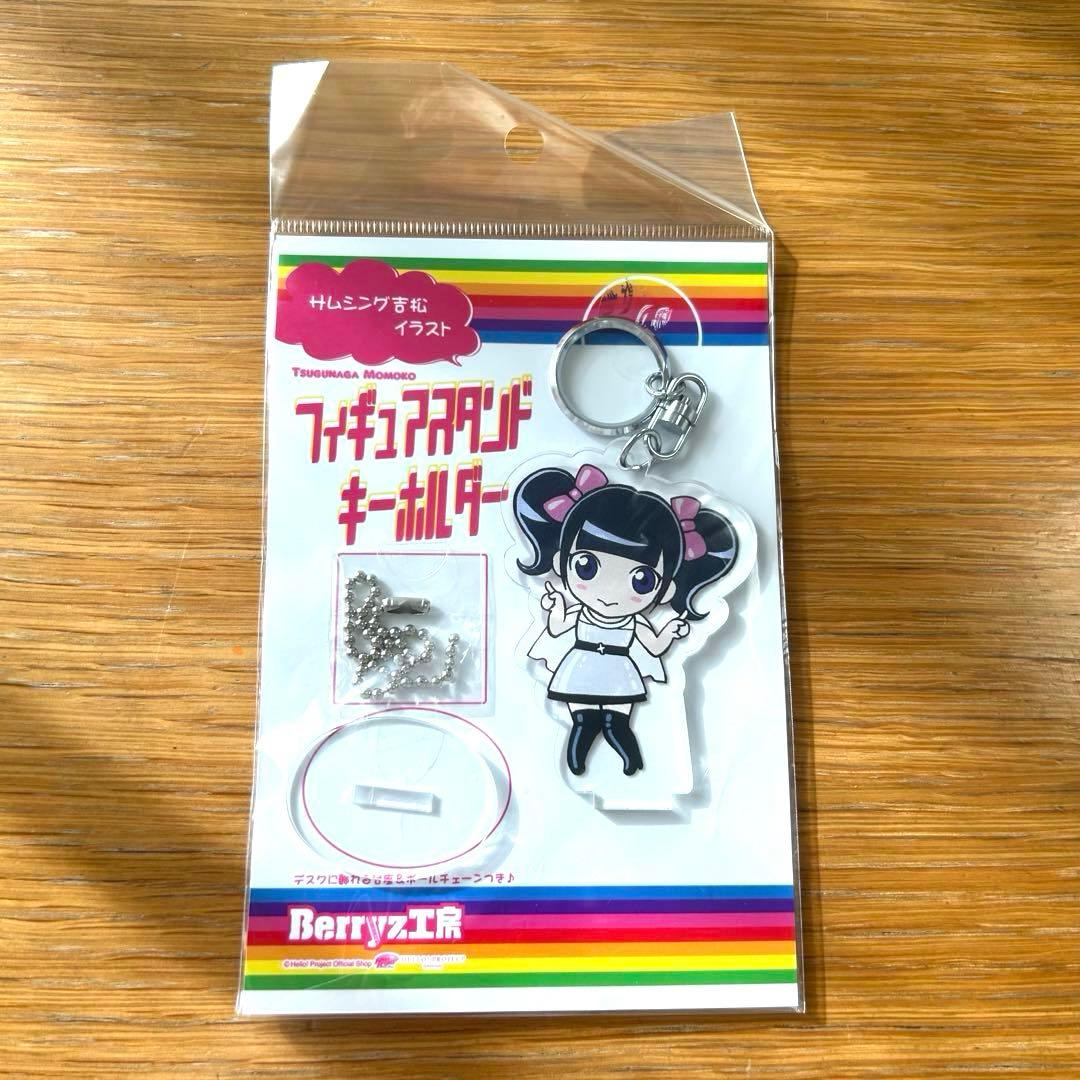 サムシング吉松
イラスト
TSUGUNAGA MOMOKO
フィギュアスタンド
キーホルダー
デスクに飾れる台座&ボールチェーンつき♪
Berryz工房
©Hello! Project Official Shop
HELLO! PROJECT